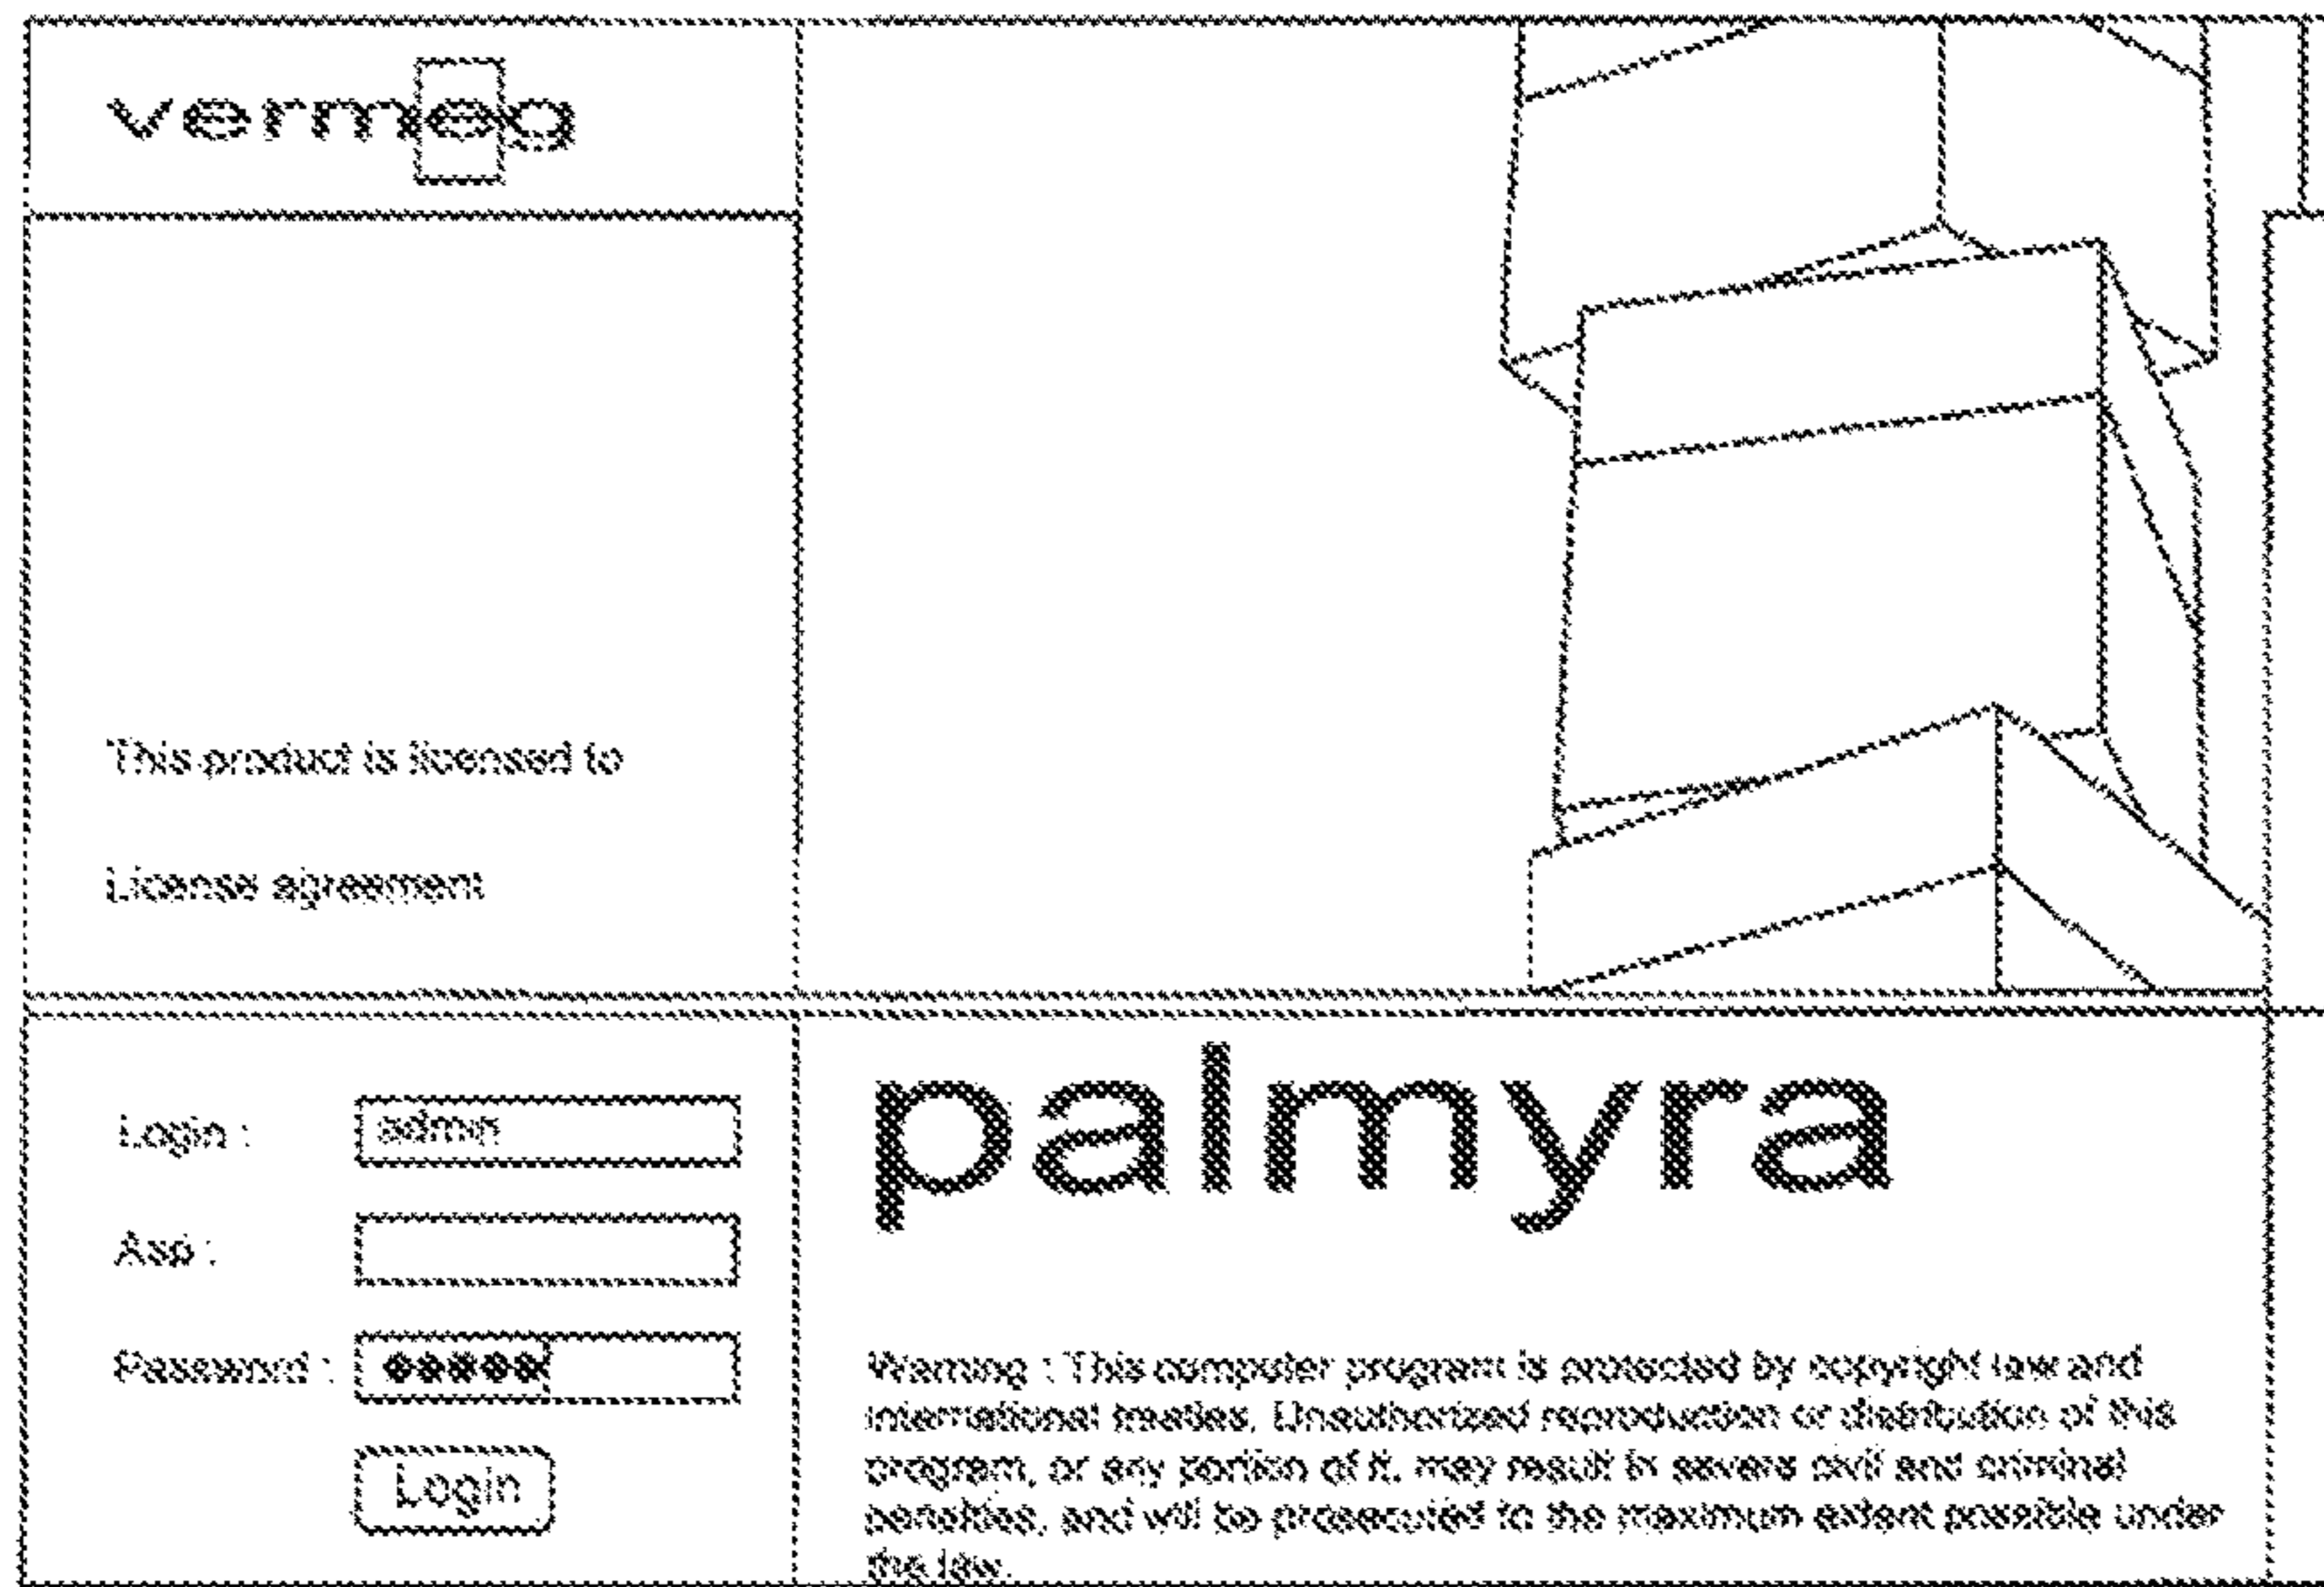 vermeg
This product is licensed to
License agreement
Login :
admin
Asp :
Password :
Login
palmyra
Warning : This computer program is protected by copyright law and
international treaties. Unauthorized reproduction or distribution of this
program, or any portion of it, may result in severe civil and criminal
penalties, and will be prosecuted to the maximum extent possible under
the law.